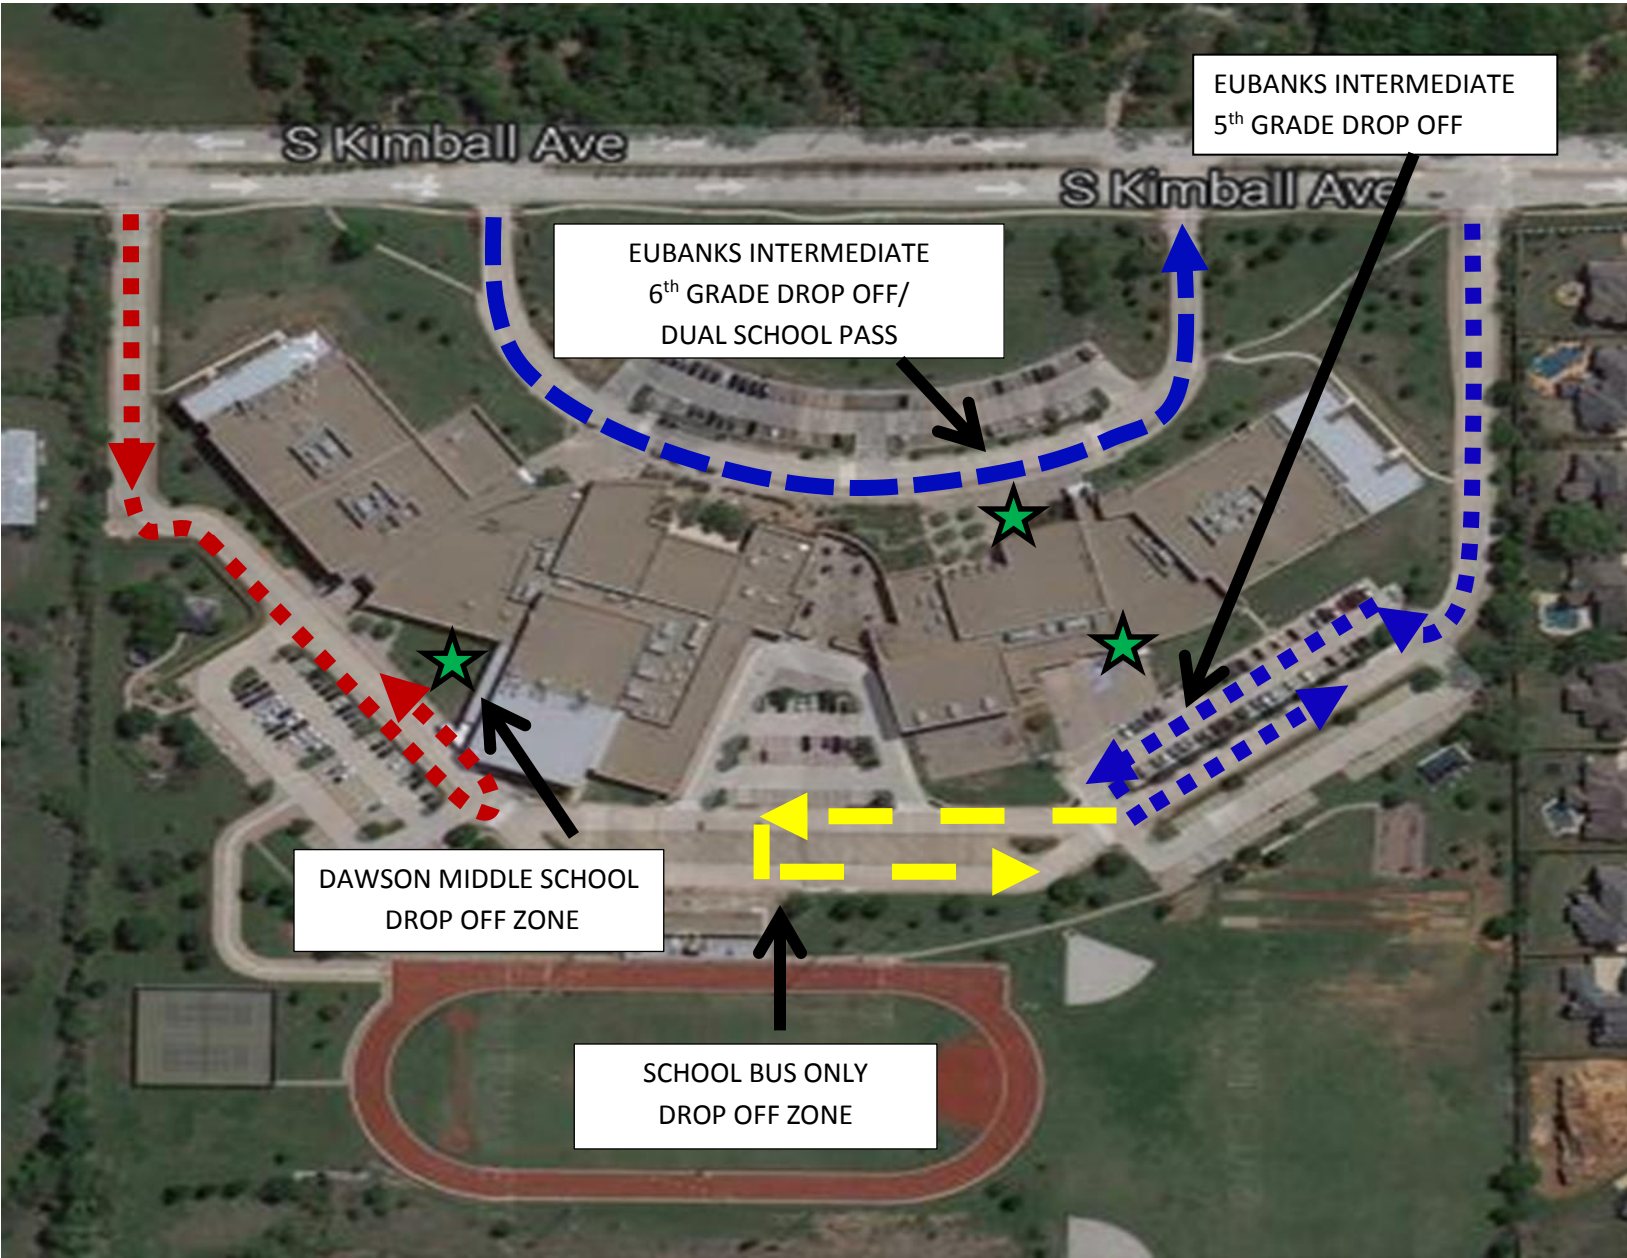 EUBANKS INTERMEDIATE
5th GRADE DROP OFF
S Kimball Ave
S Kimball Ave
EUBANKS INTERMEDIATE
6th GRADE DROP OFF/
DUAL SCHOOL PASS
DAWSON MIDDLE SCHOOL
DROP OFF ZONE
SCHOOL BUS ONLY
DROP OFF ZONE